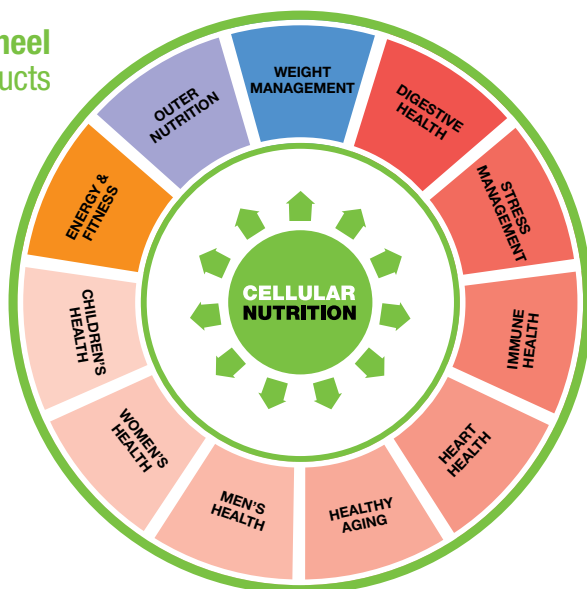 heel
ucts
WEIGHT
MANAGEMENT
DIGESTIVE
HEALTH
STRESS
MANAGEMENT
IMMUNE
HEALTH
HEART
HEALTH
HEALTHY
AGING
MEN'S
HEALTH
WOMEN'S
HEALTH
CHILDREN'S
HEALTH
ENERGY &
FITNESS
OUTER
NUTRITION
CELLULAR
NUTRITION